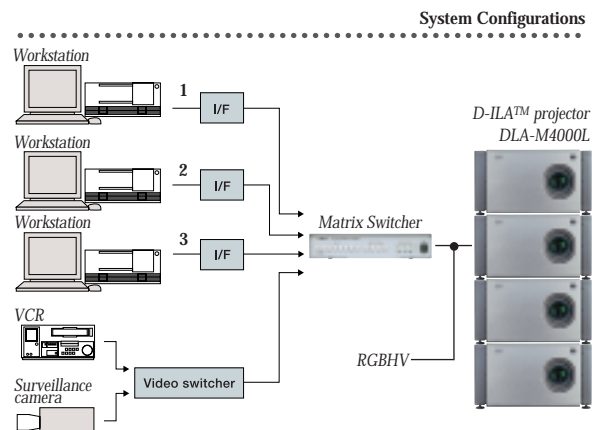 System Configurations
Workstation
1
I/F
D-ILA™ projector
DLA-M4000L
Workstation
2
I/F
Matrix Switcher
Workstation
3
I/F
VCR
RGBHV
Video switcher
Surveillance
camera